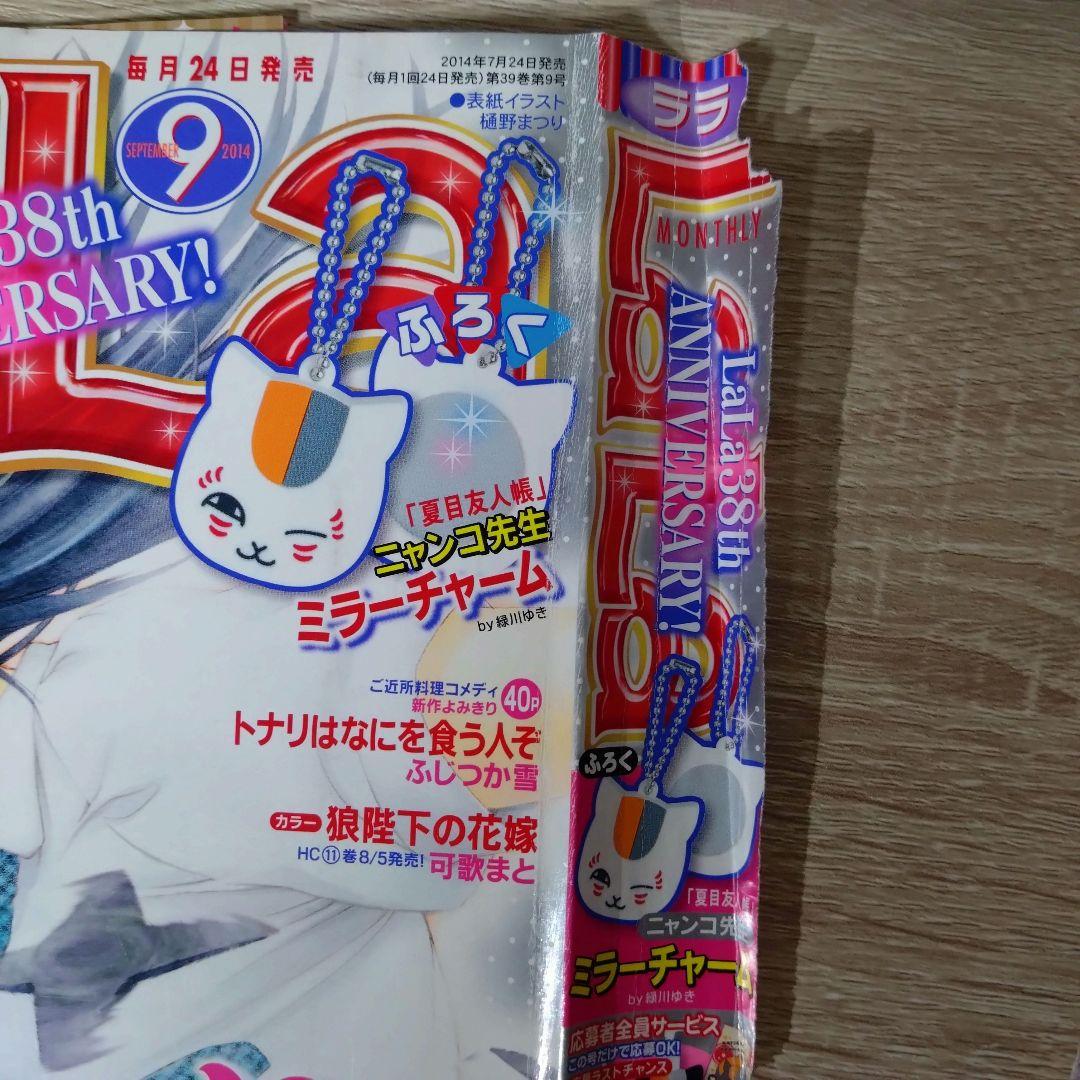 毎月24日発売
2014年7月24日発売
(毎月1回24日発売)第39巻第9号
●表紙イラスト
樋野まつり
SEPTEMBER 9 2014
38th
ERSARY!
La
ふろく
「夏目友人帳」
ニャンコ先生
ミラーチャーム
by 緑川ゆき
ご近所料理コメディ
新作よみきり 40P
トナリはなにを食う人ぞ
ふじつか雪
カラー 狼陛下の花嫁
HC⑪巻8/5発売! 可歌まと
ララ
MONTHLY
LaLa
LaLa38th
ANNIVERSARY!
ふろく
「夏目友人帳」
ニャンコ先
ミラーチャーム
by 緑川ゆき
応募者全員サービス
この号だけで応募OK!
ラストチャンス